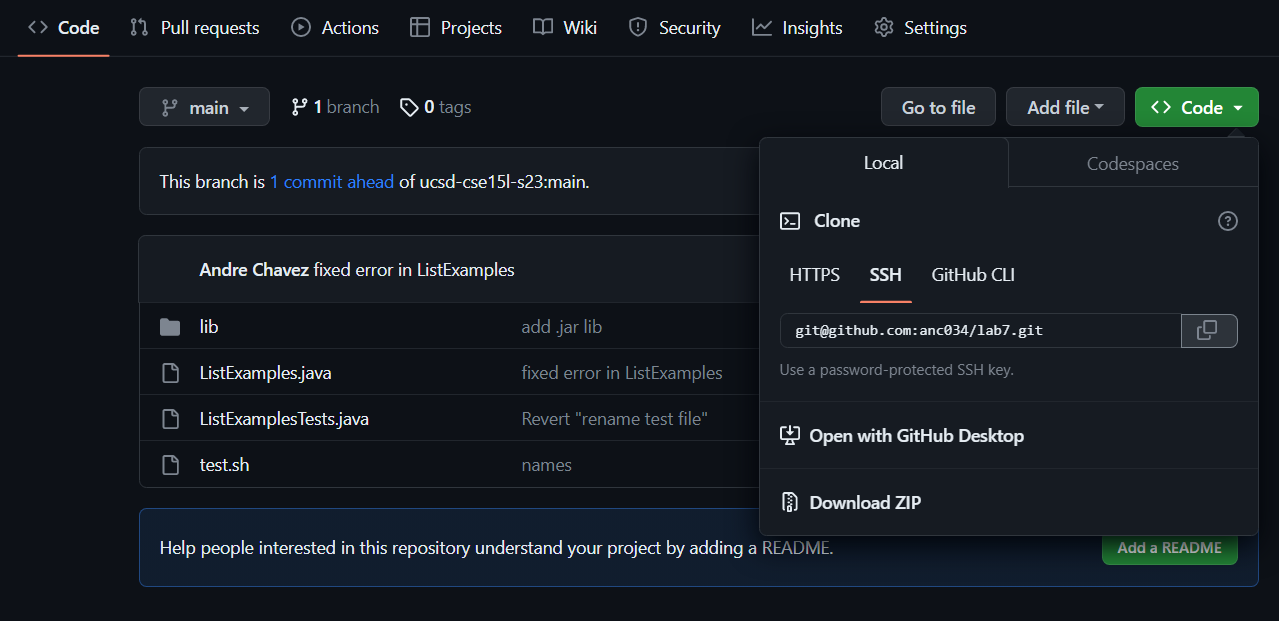 Code Pull requests Actions Projects Wiki Security Insights Settings
main 1 branch 0 tags Go to file Add file Code
Local Codespaces
This branch is 1 commit ahead of ucsd-cse15l-s23:main.
Clone
Andre Chavez fixed error in ListExamples
HTTPS SSH GitHub CLI
lib add .jar lib
git@github.com:anc034/lab7.git
ListExamples.java fixed error in ListExamples
Use a password-protected SSH key.
ListExamplesTests.java Revert "rename test file"
Open with GitHub Desktop
test.sh names
Download ZIP
Help people interested in this repository understand your project by adding a README.
Add a README